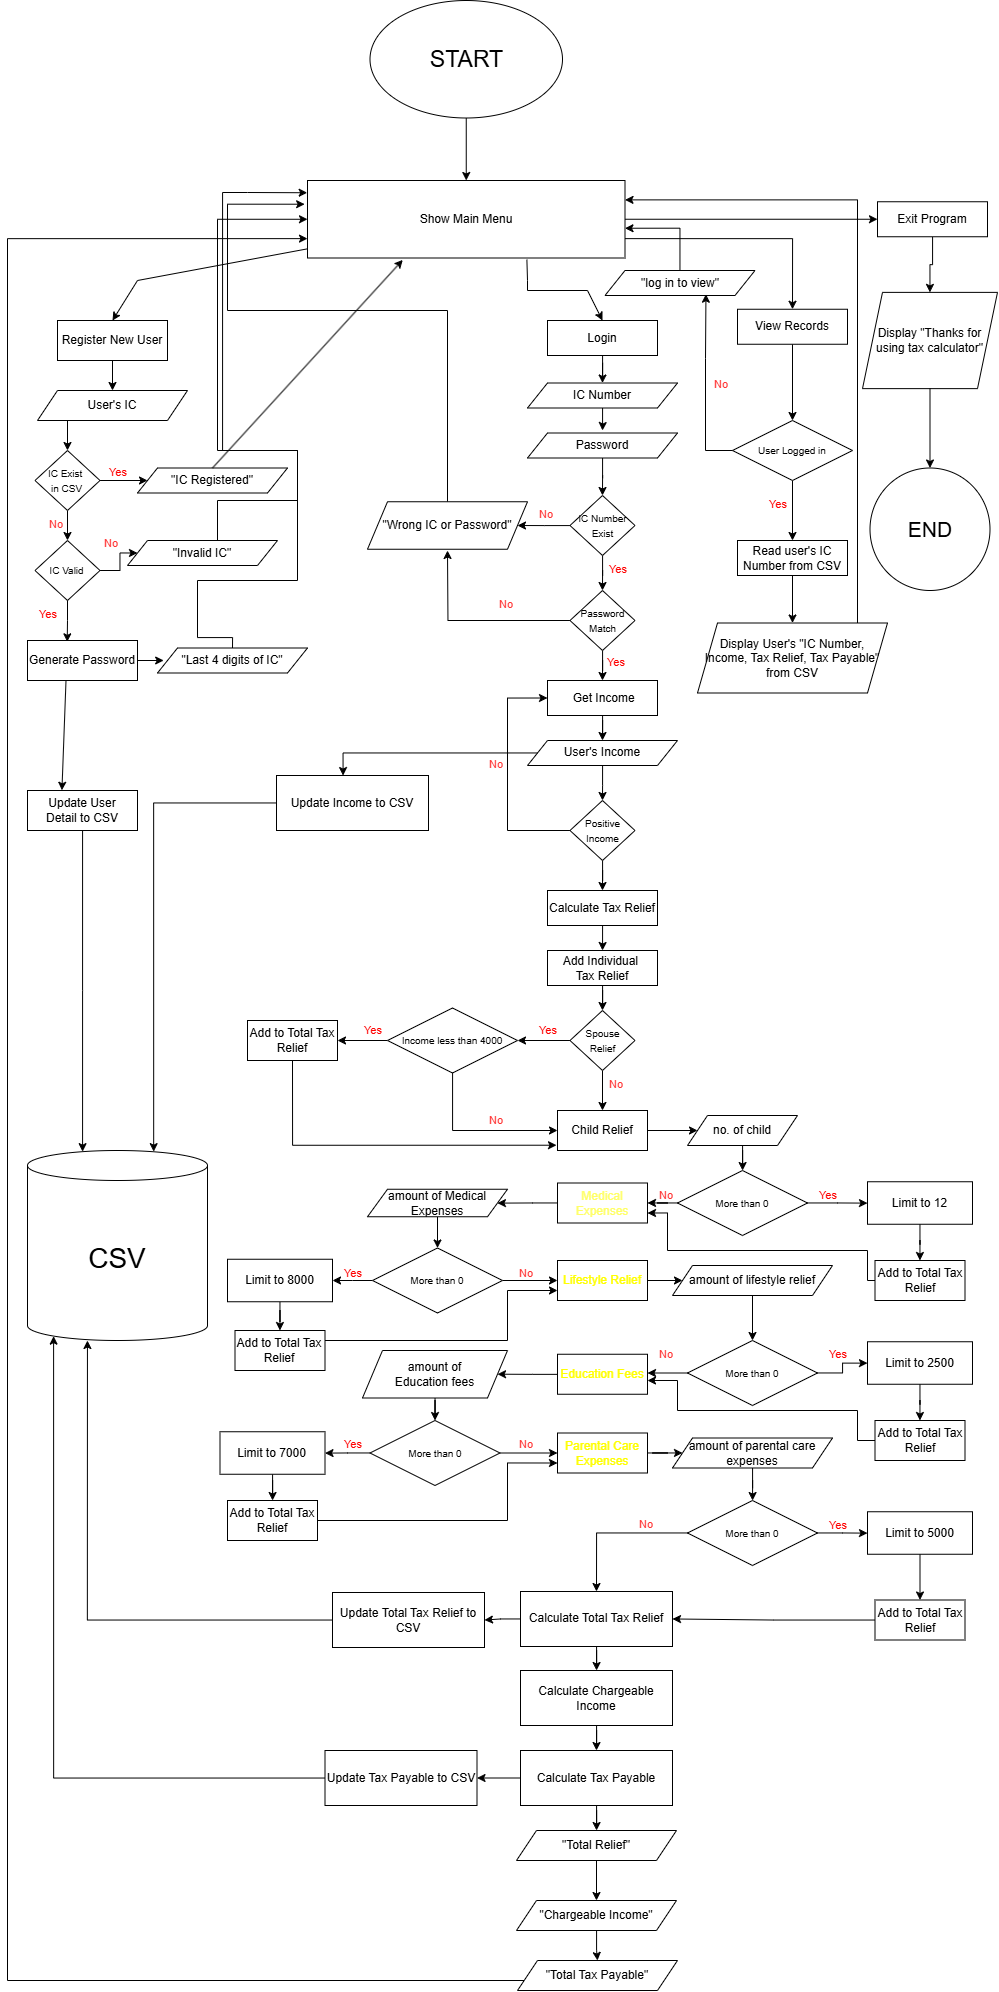 START
Show Main Menu
Exit Program
"log in to view"
Register New User
Login
View Records
Display "Thanks for
using tax calculator"
User's IC
IC Number
No
Password
User Logged in
IC Exist
in CSV
Yes
"IC Registered"
Yes
END
No
"Wrong IC or Password"
No
IC Number
Exist
No
"Invalid IC"
IC Valid
Read user's IC
Number from CSV
Yes
Yes
No
Password
Match
Generate Password
"Last 4 digits of IC"
Yes
Display User's "IC Number,
Income, Tax Relief, Tax Payable"
from CSV
Get Income
User's Income
No
Update User
Detail to CSV
Update Income to CSV
Positive
Income
Calculate Tax Relief
Add Individual
Tax Relief
Add to Total Tax
Relief
Yes
Income less than 4000
Yes
Spouse
Relief
No
No
Child Relief
no. of child
amount of Medical
Expenses
Medical
Expenses
No
More than 0
Yes
Limit to 12
CSV
Limit to 8000
Yes
More than 0
No
Lifestyle Relief
amount of lifestyle relief
Add to Total Tax
Relief
Add to Total Tax
Relief
amount of
Education fees
Education Fees
No
More than 0
Yes
Limit to 2500
Limit to 7000
Yes
More than 0
No
Parental Care
Expenses
amount of parental care
expenses
Add to Total Tax
Relief
Add to Total Tax
Relief
No
More than 0
Yes
Limit to 5000
Update Total Tax Relief to
CSV
Calculate Total Tax Relief
Add to Total Tax
Relief
Calculate Chargeable
Income
Update Tax Payable to CSV
Calculate Tax Payable
"Total Relief"
"Chargeable Income"
"Total Tax Payable"